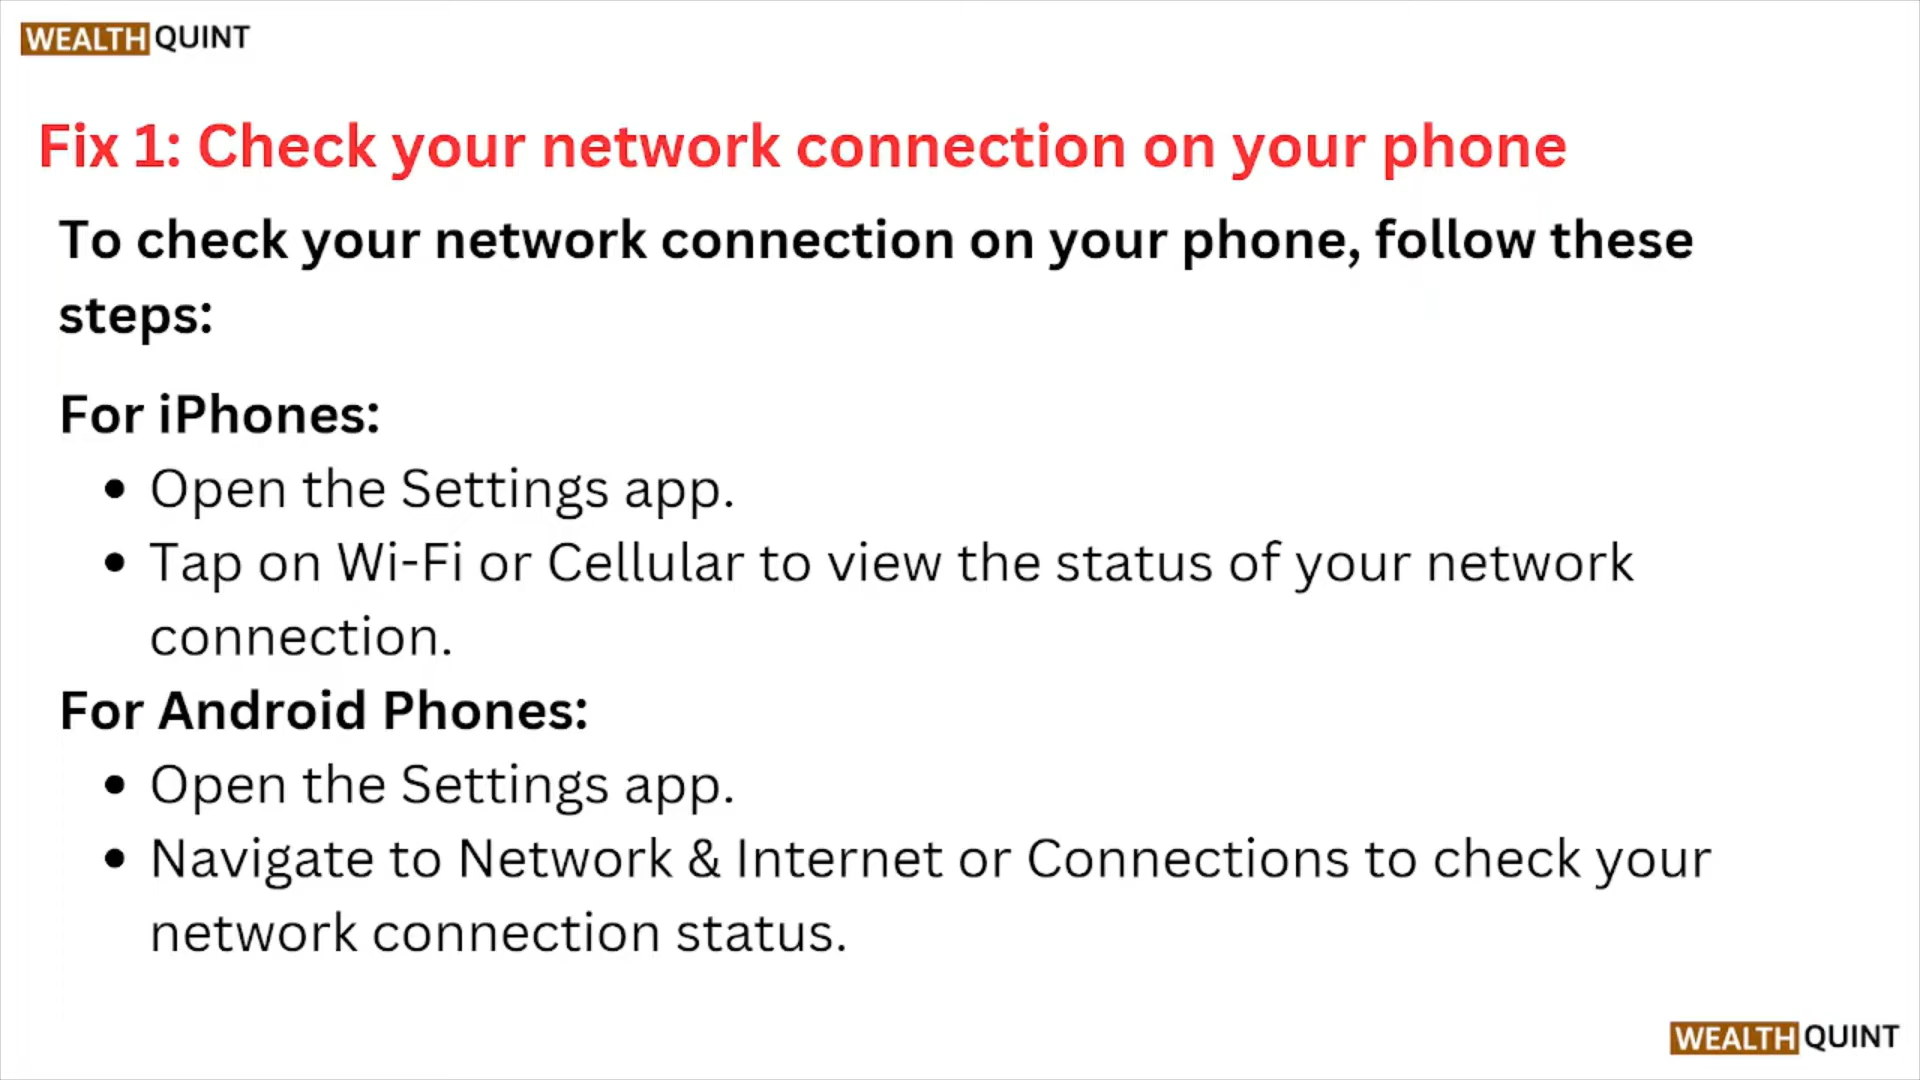 WEALTH QUINT
Fix 1: Check your network connection on your phone
To check your network connection on your phone, follow these
steps:
For iPhones:
• Open the Settings app.
• Tap on Wi-Fi or Cellular to view the status of your network
connection.
For Android Phones:
• Open the Settings app.
• Navigate to Network & Internet or Connections to check your
network connection status.
WEALTH QUINT